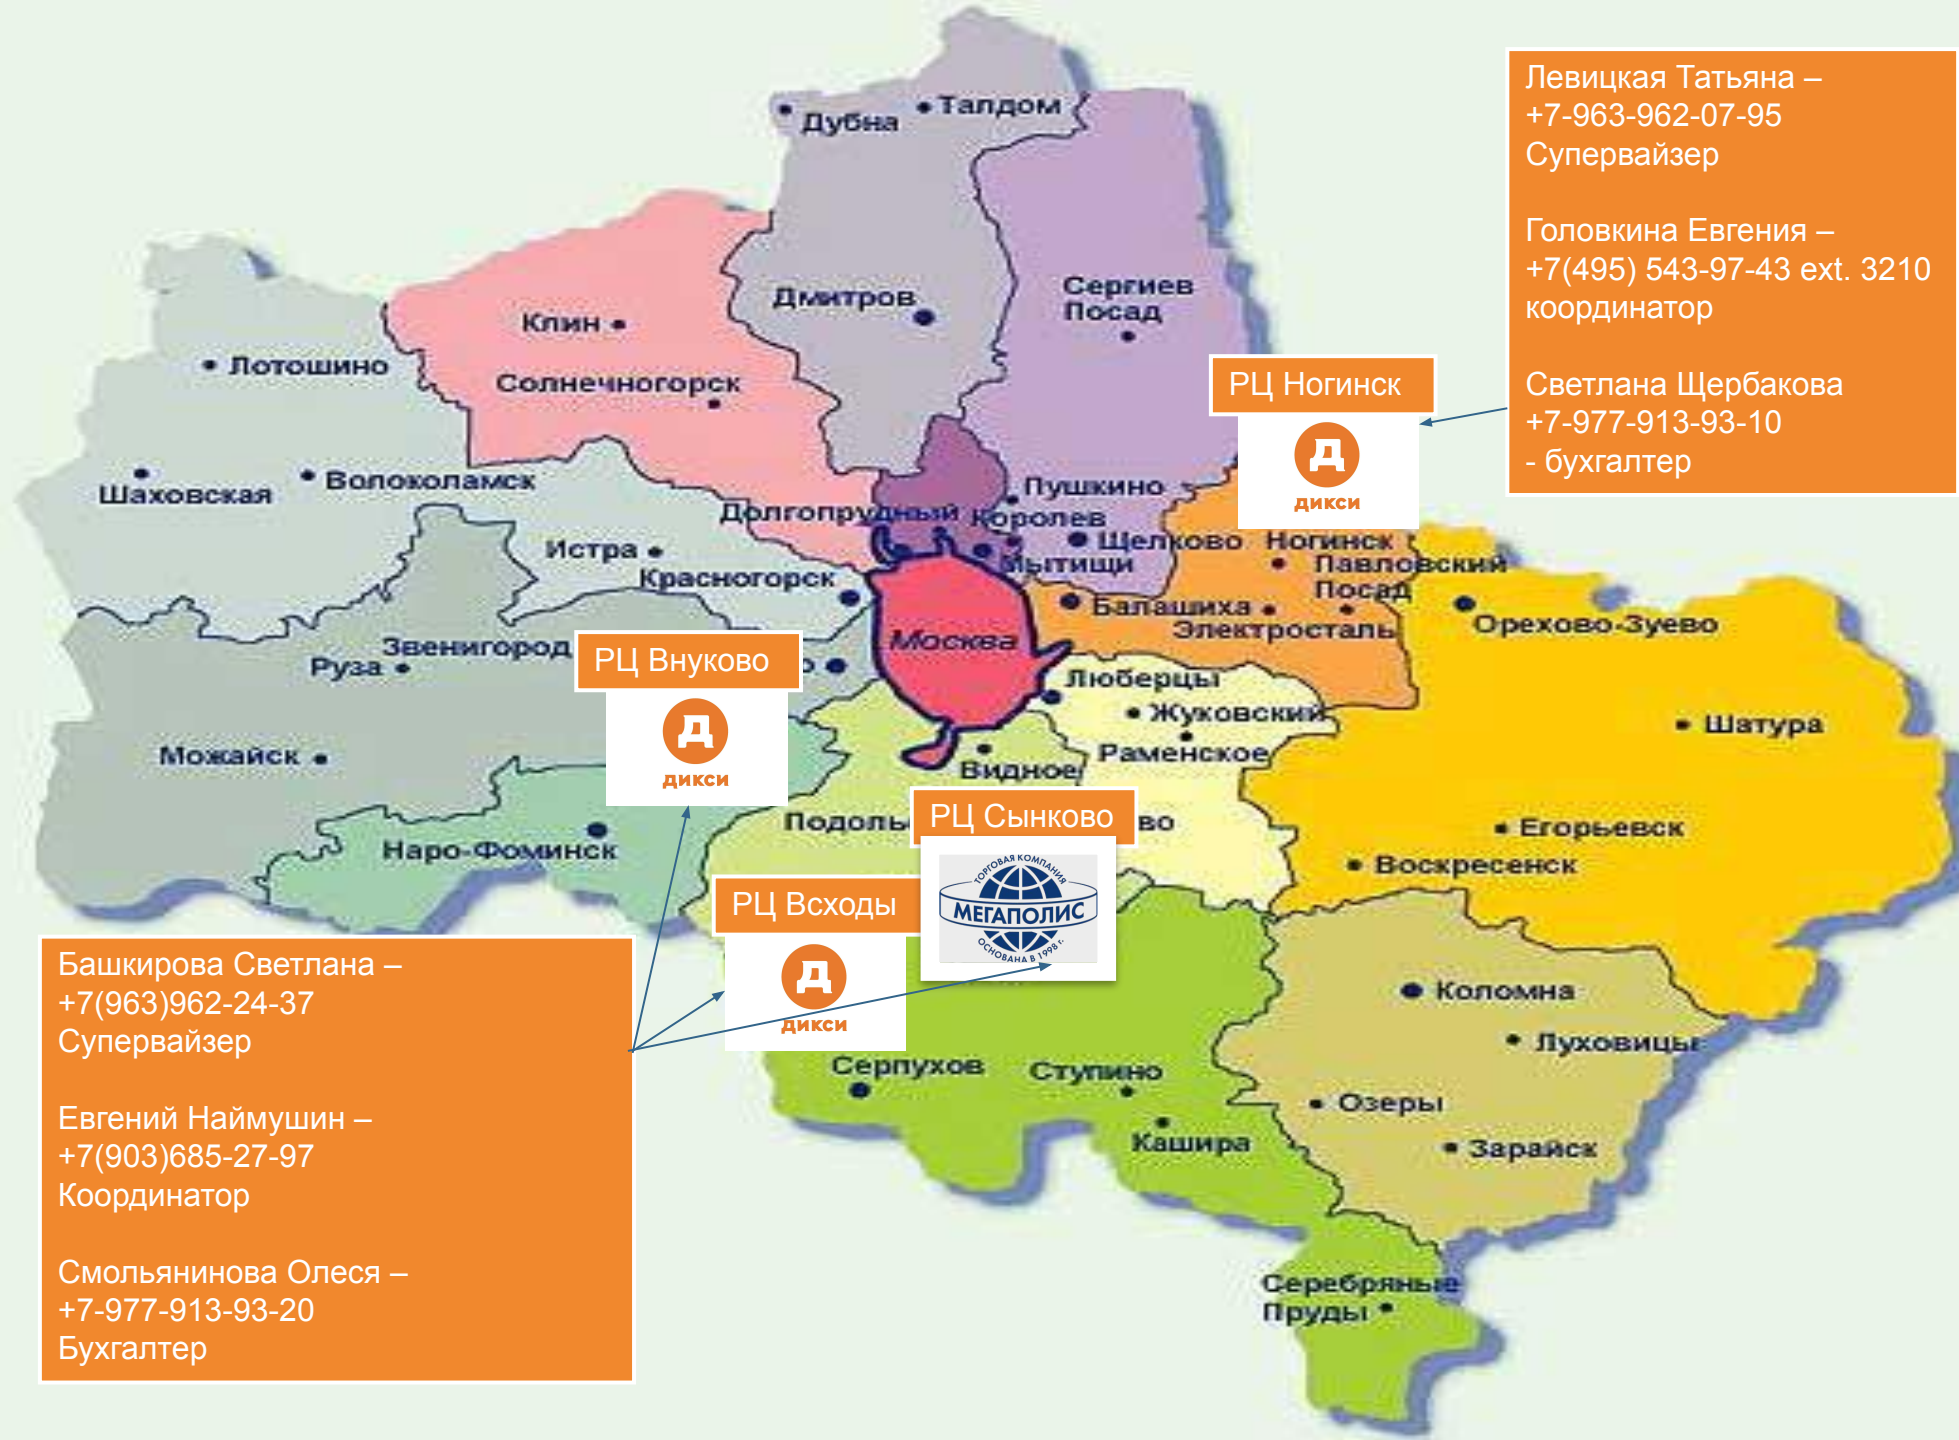 Дубна
Талдом
Левицкая Татьяна –
+7-963-962-07-95
Супервайзер
Головкина Евгения –
+7(495) 543-97-43 ext. 3210
координатор
Светлана Щербакова
+7-977-913-93-10
- бухгалтер
Дмитров
Сергиев
Посад
Клин
Солнечногорск
Лотошино
РЦ Ногинск
Д
дикси
Шаховская
Волоколамск
Пушкино
Долгопрудный
Королев
Щелково
Ногинск
Истра
Мытищи
Павловский
Посад
Красногорск
Балашиха
Электросталь
Орехово-Зуево
Москва
Звенигород
Руза
РЦ Внуково
Д
дикси
Люберцы
Жуковский
Раменское
Шатура
Можайск
Видное
Подоль
РЦ Сынково
во
ТОРГОВАЯ КОМПАНИЯ
МЕГАПОЛИС
ОСНОВАНА В 1998 г.
Егорьевск
Воскресенск
Наро-Фоминск
РЦ Всходы
Д
дикси
Башкирова Светлана –
+7(963)962-24-37
Супервайзер
Евгений Наймушин –
+7(903)685-27-97
Координатор
Смольянинова Олеся –
+7-977-913-93-20
Бухгалтер
Коломна
Луховицы
Серпухов
Ступино
Озеры
Кашира
Зарайск
Серебряные
Пруды